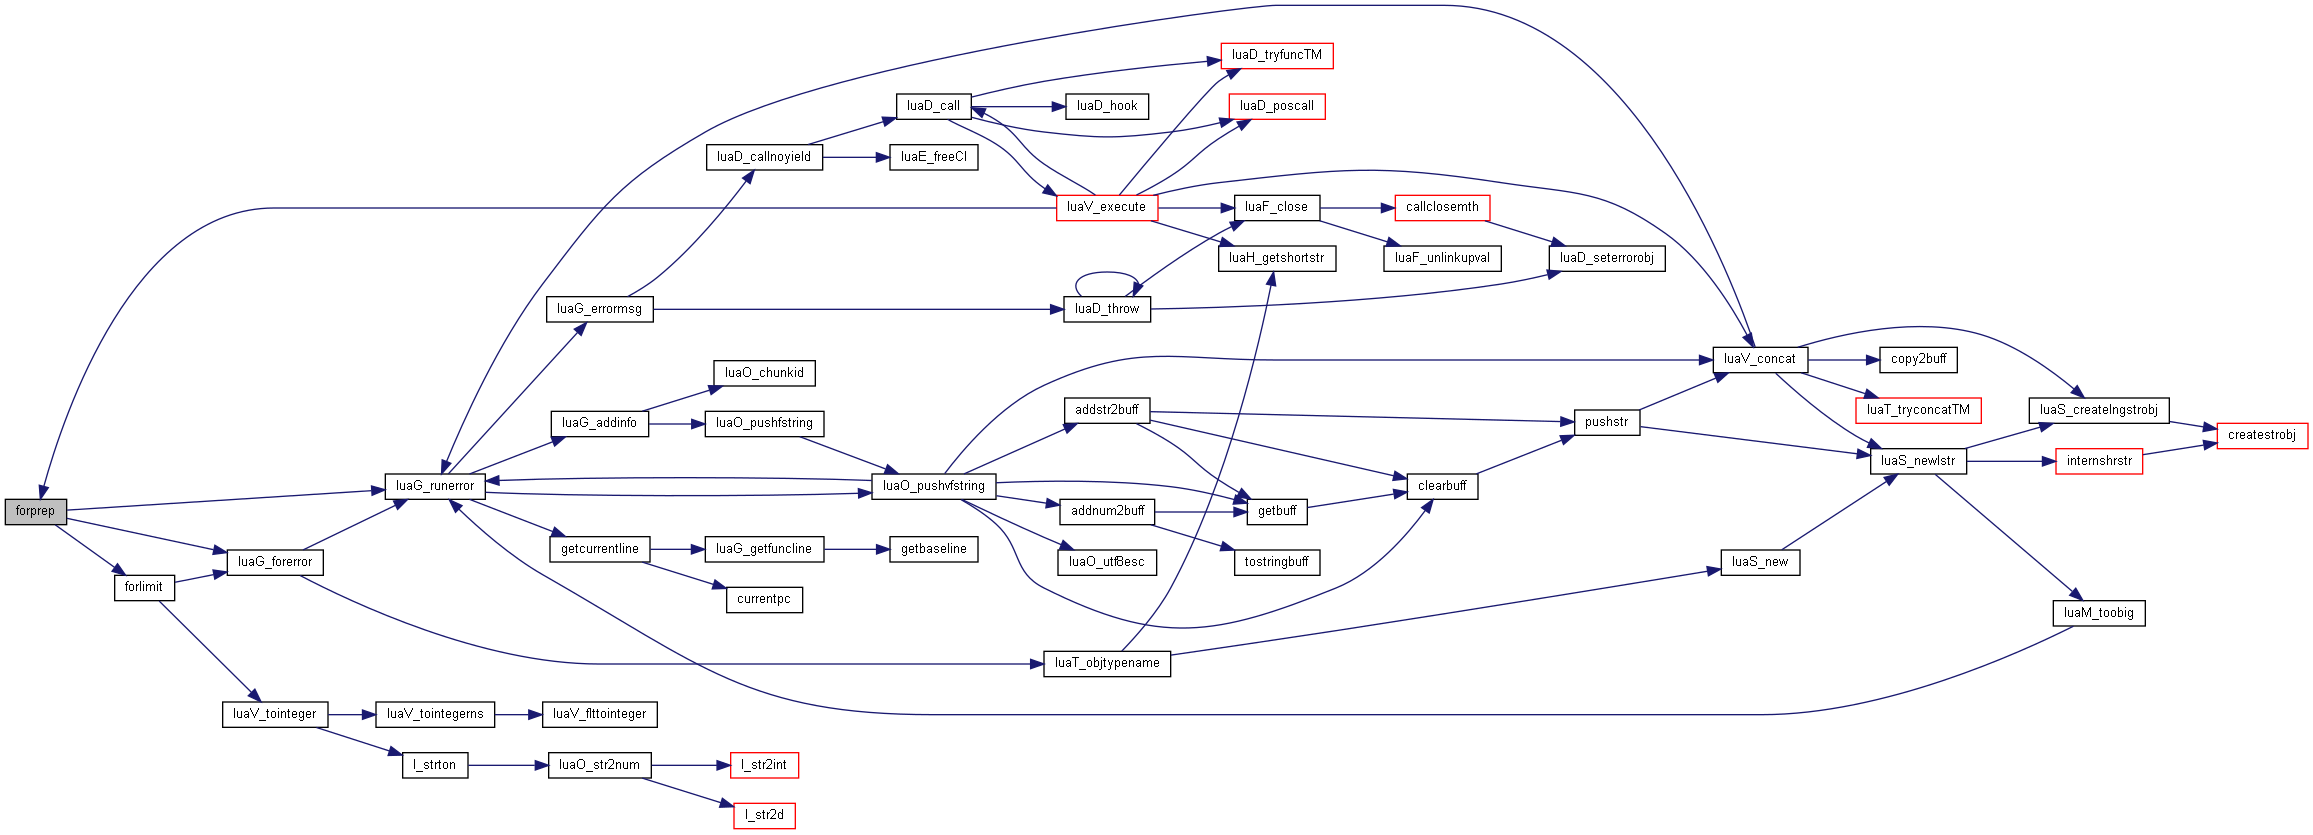 luaD_tryfuncTM
luaD_call
luaD_hook
luaD_poscall
luaD_callnoyield
luaE_freeCI
luaV_execute
luaF_close
callclosemth
luaH_getshortstr
luaF_unlinkupval
luaD_seterrorobj
luaG_errormsg
luaD_throw
luaV_concat
copy2buff
luaO_chunkid
luaT_tryconcatTM
luaS_createlngstrobj
luaG_addinfo
luaO_pushfstring
addstr2buff
pushstr
createstrobj
luaS_newlstr
internshrstr
luaG_runerror
luaO_pushvfstring
clearbuff
forprep
addnum2buff
getbuff
getcurrentline
luaG_getfuncline
getbaseline
luaG_forerror
luaO_utf8esc
tostringbuff
luaS_new
forlimit
currentpc
luaM_toobig
luaT_objtypename
luaV_tointeger
luaV_tointegerns
luaV_flttointeger
l_strton
luaO_str2num
l_str2int
l_str2d